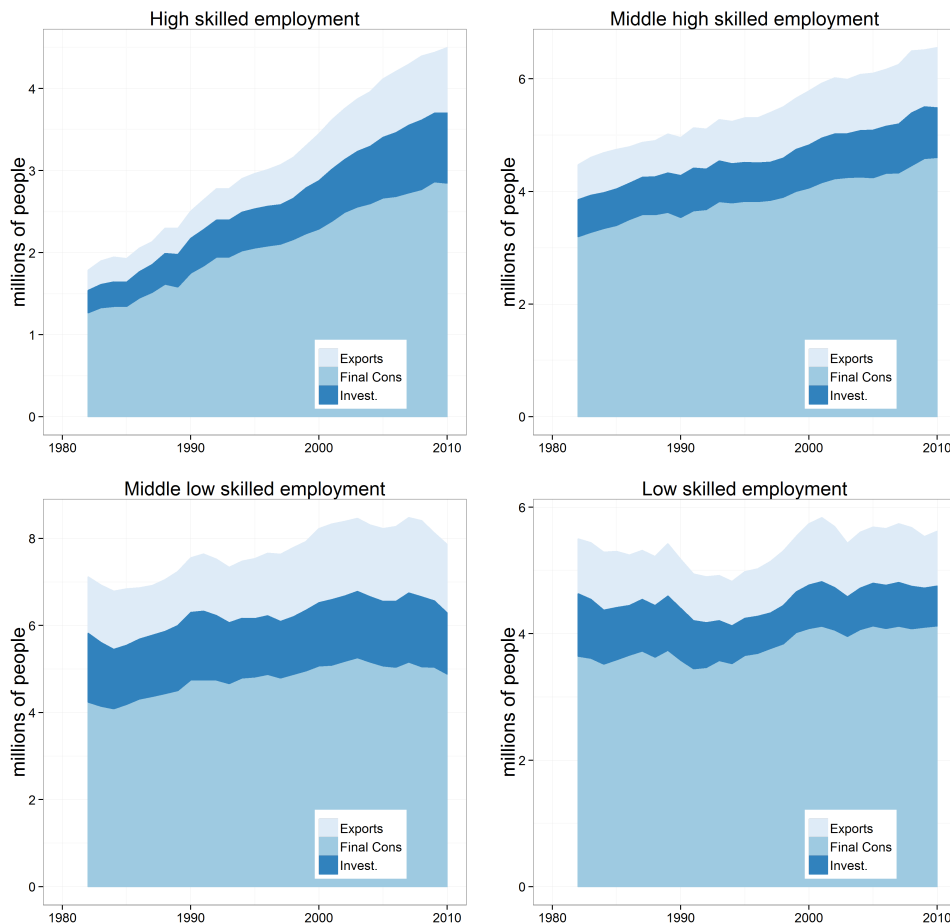 High skilled employment
millions of people
4
3
2
1
0
1980
1990
2000
2010
Exports
Final Cons
Invest.
Middle high skilled employment
millions of people
6
4
2
0
1980
1990
2000
2010
Exports
Final Cons
Invest.
Middle low skilled employment
millions of people
8
6
4
2
0
1980
1990
2000
2010
Exports
Final Cons
Invest.
Low skilled employment
millions of people
6
4
2
0
1980
1990
2000
2010
Exports
Final Cons
Invest.